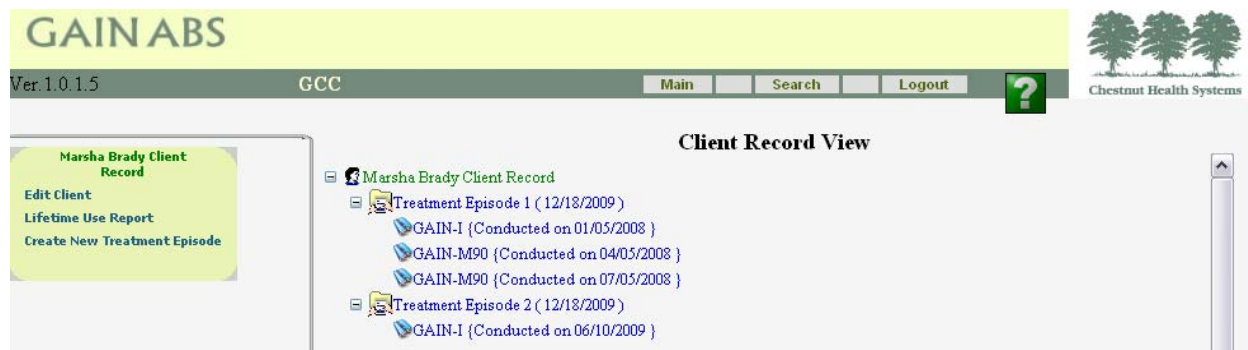 GAIN ABS
Ver. 1.0.1.5 GCC Main Search Logout ?
Chestnut Health Systems
Client Record View
Marsha Brady Client
Record
Edit Client
Lifetime Use Report
Create New Treatment Episode
Marsha Brady Client Record
Treatment Episode 1 ( 12/18/2009 )
GAIN-I {Conducted on 01/05/2008 }
GAIN-M90 {Conducted on 04/05/2008 }
GAIN-M90 {Conducted on 07/05/2008 }
Treatment Episode 2 ( 12/18/2009 )
GAIN-I {Conducted on 06/10/2009 }